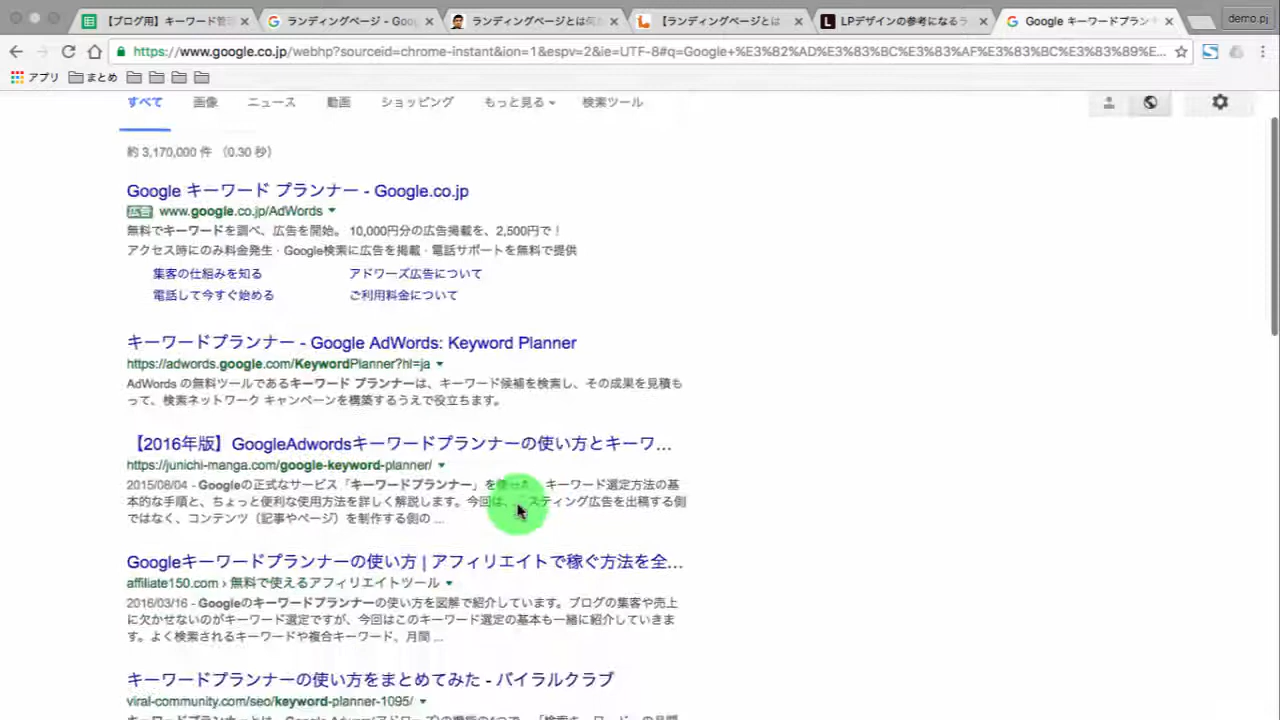 【ブログ用】キーワード管理
ランディングページ - Goo
ランディングページとは何
【ランディングページとは
LPデザインの参考になるラ
Google キーワードプラン
demo.pj
https://www.google.co.jp/webhp?sourceid=chrome-instant&ion=1&espv=2&ie=UTF-8#q=Google+%E3%82%AD%E3%83%BC%E3%83%AF%E3%83%BC%E3%83%89%E...
アプリ まとめ
すべて 画像 ニュース 動画 ショッピング もっと見る 検索ツール
約 3,170,000 件 （0.30 秒）
Google キーワード プランナー - Google.co.jp
広告 www.google.co.jp/AdWords
無料でキーワードを調べ、広告を開始。 10,000円分の広告掲載を、2,500円で！
アクセス時にのみ料金発生 · Google検索に広告を掲載 · 電話サポートを無料で提供
集客の仕組みを知る アドワーズ広告について
電話して今すぐ始める ご利用料金について
キーワードプランナー - Google AdWords: Keyword Planner
https://adwords.google.com/KeywordPlanner?hl=ja
AdWords の無料ツールであるキーワード プランナーは、キーワード候補を検索し、その成果を見積も
って、検索ネットワーク キャンペーンを構築するうえで役立ちます。
【2016年版】GoogleAdwordsキーワードプランナーの使い方とキーワ...
https://junichi-manga.com/google-keyword-planner/
2015/08/04 - Googleの正式なサービス「キーワードプランナー」を使った、キーワード選定方法の基
本的な手順と、ちょっと便利な使用方法を詳しく解説します。今回は、スティング広告を出稿する側
ではなく、コンテンツ（記事やページ）を制作する側の ...
Googleキーワードプランナーの使い方 | アフィリエイトで稼ぐ方法を全...
affiliate150.com › 無料で使えるアフィリエイトツール
2016/03/16 - Googleのキーワードプランナーの使い方を図解で紹介しています。ブログの集客や売上
に欠かせないのがキーワード選定ですが、今回はこのキーワード選定の基本も一緒に紹介していきま
す。よく検索されるキーワードや複合キーワード、月間 ...
キーワードプランナーの使い方をまとめてみた - バイラルクラブ
viral-community.com/seo/keyword-planner-1095/